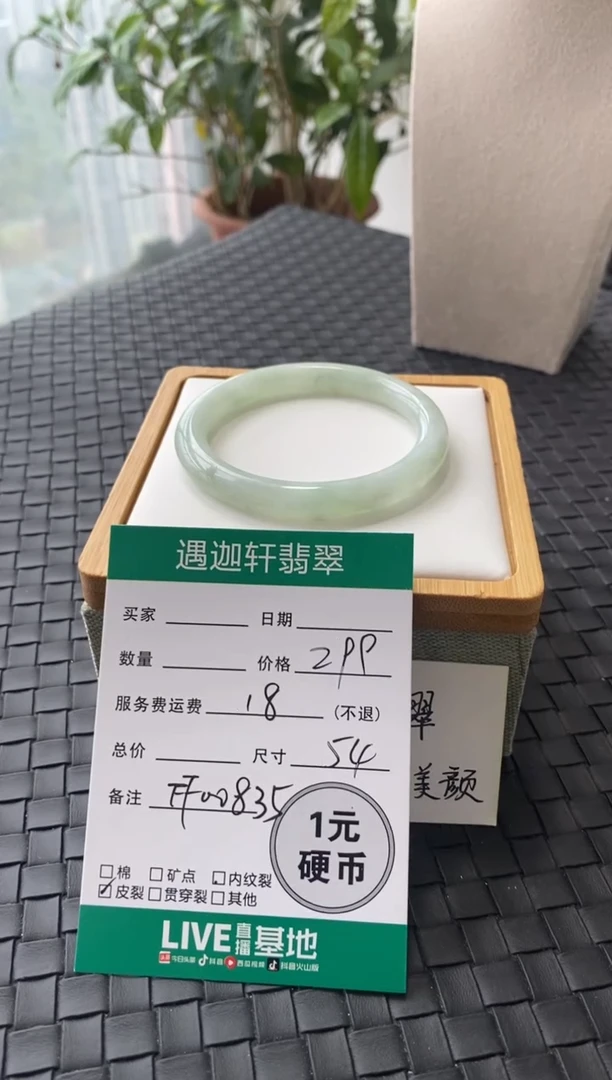 遇迦轩翡翠
买家 日期
数量 价格 299
服务费运费 18 (不退)
总价 尺寸 54
备注
1元
硬币
□棉 □矿点 □内纹裂
☑皮裂 □贯穿裂 □其他
LIVE直播基地
今日头条 抖音 西瓜视频 抖音火山版
翠
美颜